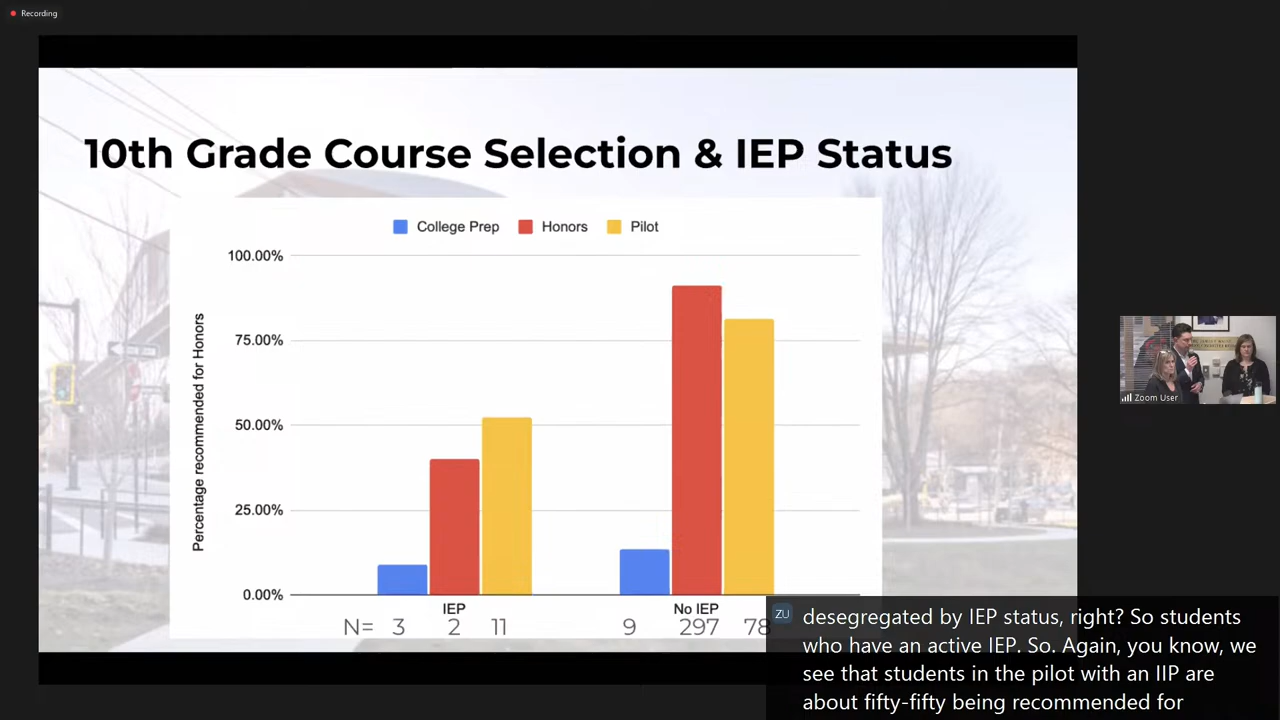 Recording
10th Grade Course Selection & IEP Status
College Prep Honors Pilot
Percentage recommended for Honors
100.00%
75.00%
50.00%
25.00%
0.00%
IEP No IEP
N= 3 2 11 9 297 78
Zoom User
ZU
desegregated by IEP status, right? So students
who have an active IEP. So. Again, you know, we
see that students in the pilot with an IIP are
about fifty-fifty being recommended for